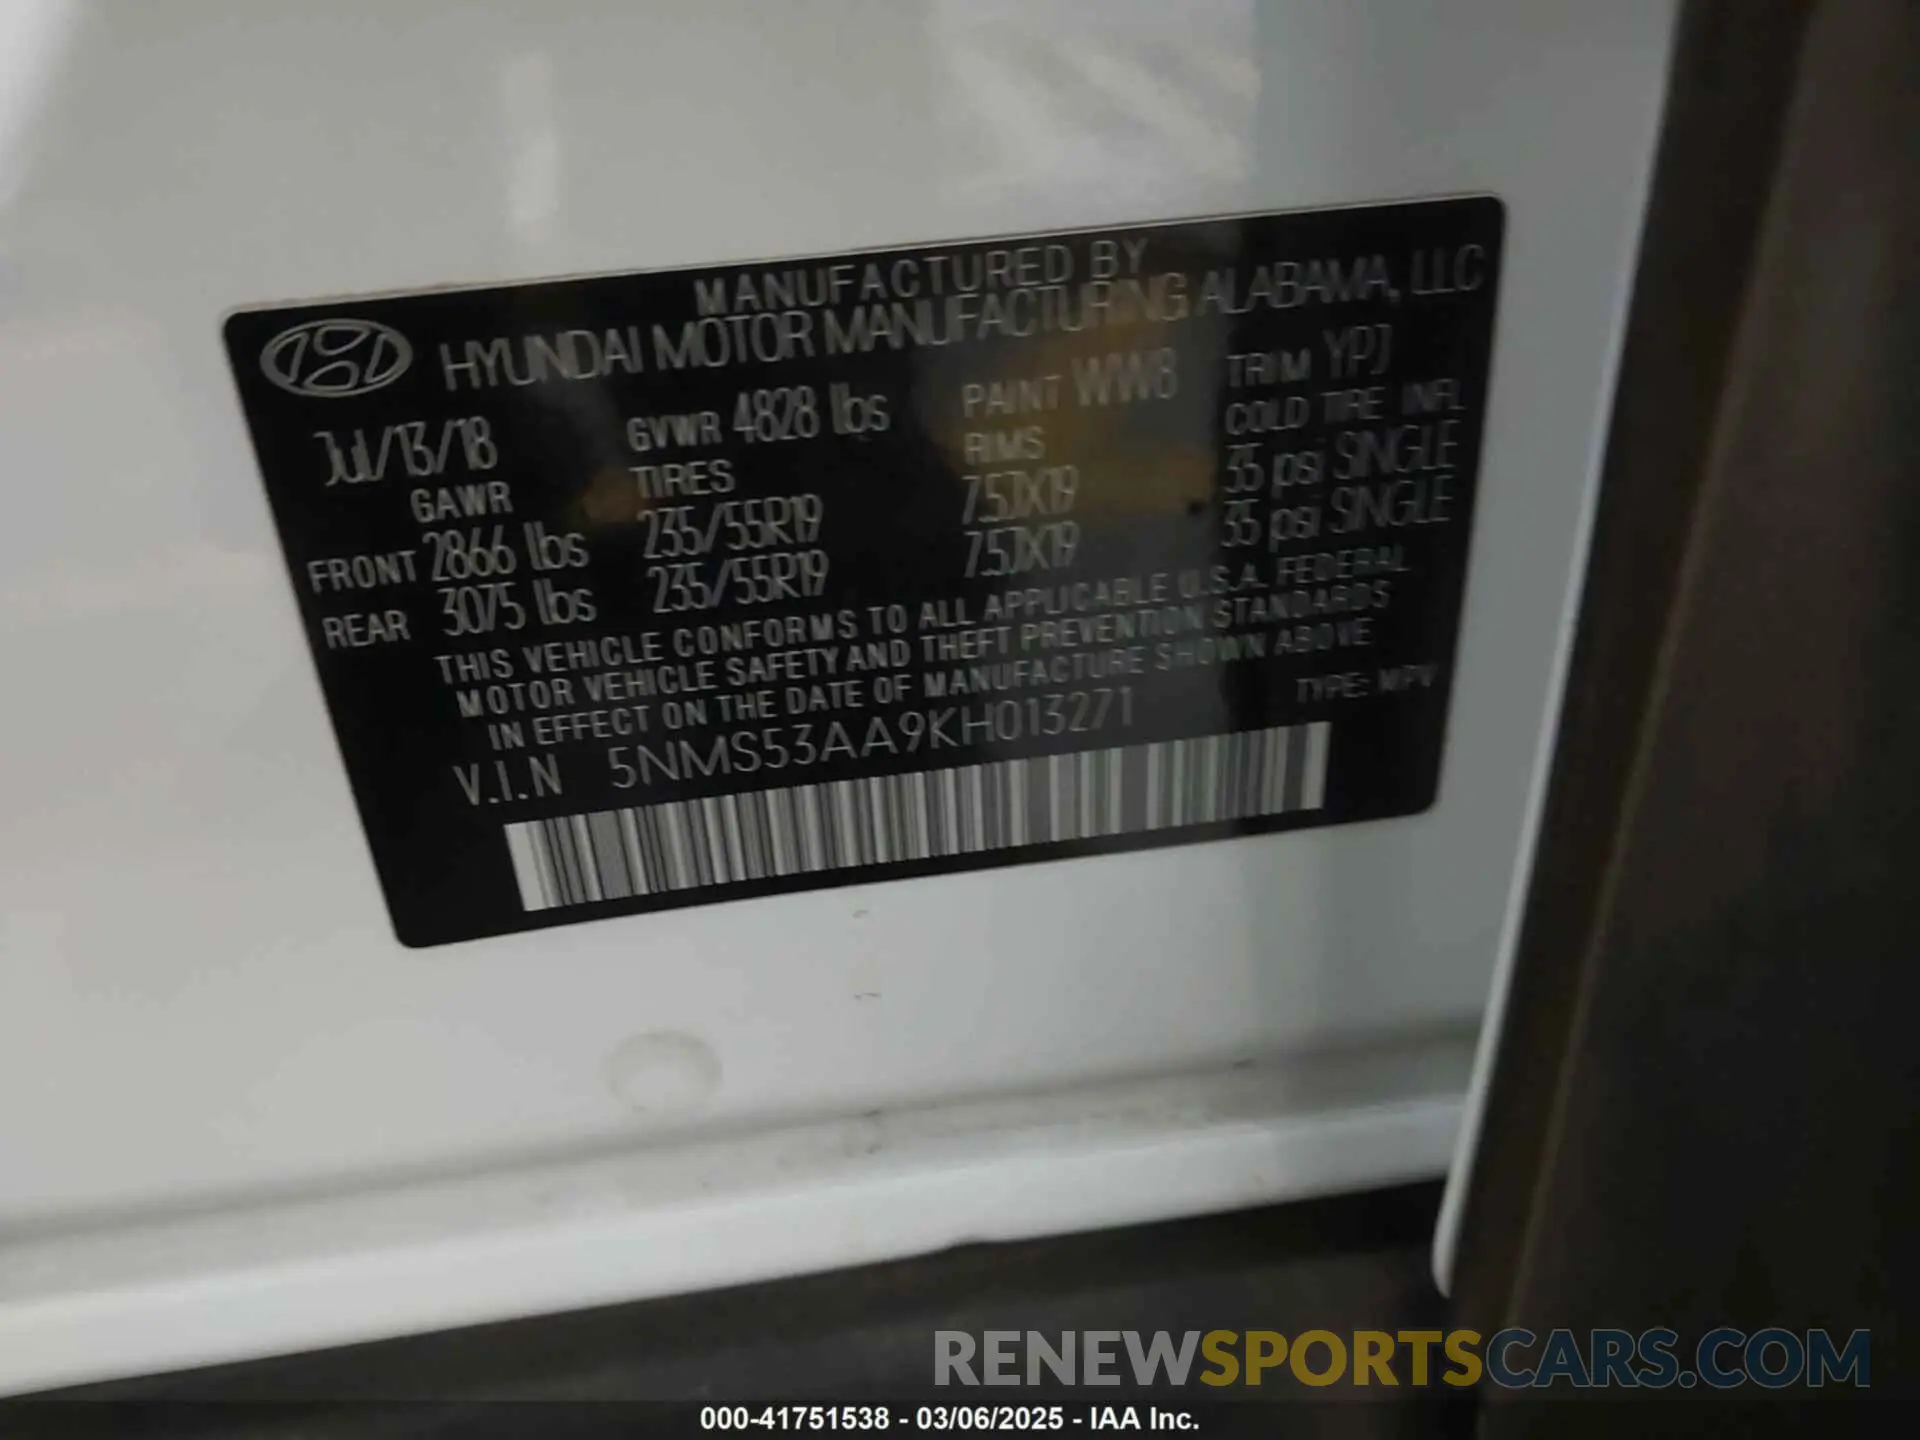 MANUFACTURED BY
HYUNDAI MOTOR MANUFACTURING ALABAMA, LLC
Jul/13/18 GVWR 4828 lbs PAINT WW8 TRIM YPJ
GAWR TIRES RIMS COLD TIRE INFL
FRONT 2866 lbs 235/55R19 7.5JX19 35 psi SINGLE
REAR 3075 lbs 235/55R19 7.5JX19 35 psi SINGLE
THIS VEHICLE CONFORMS TO ALL APPLICABLE U.S.A. FEDERAL
MOTOR VEHICLE SAFETY AND THEFT PREVENTION STANDARDS
IN EFFECT ON THE DATE OF MANUFACTURE SHOWN ABOVE
V.I.N 5NMS53AA9KH013271 TYPE: MPV
RENEWSPORTSCARS.COM
000-41751538 - 03/06/2025 - IAA Inc.